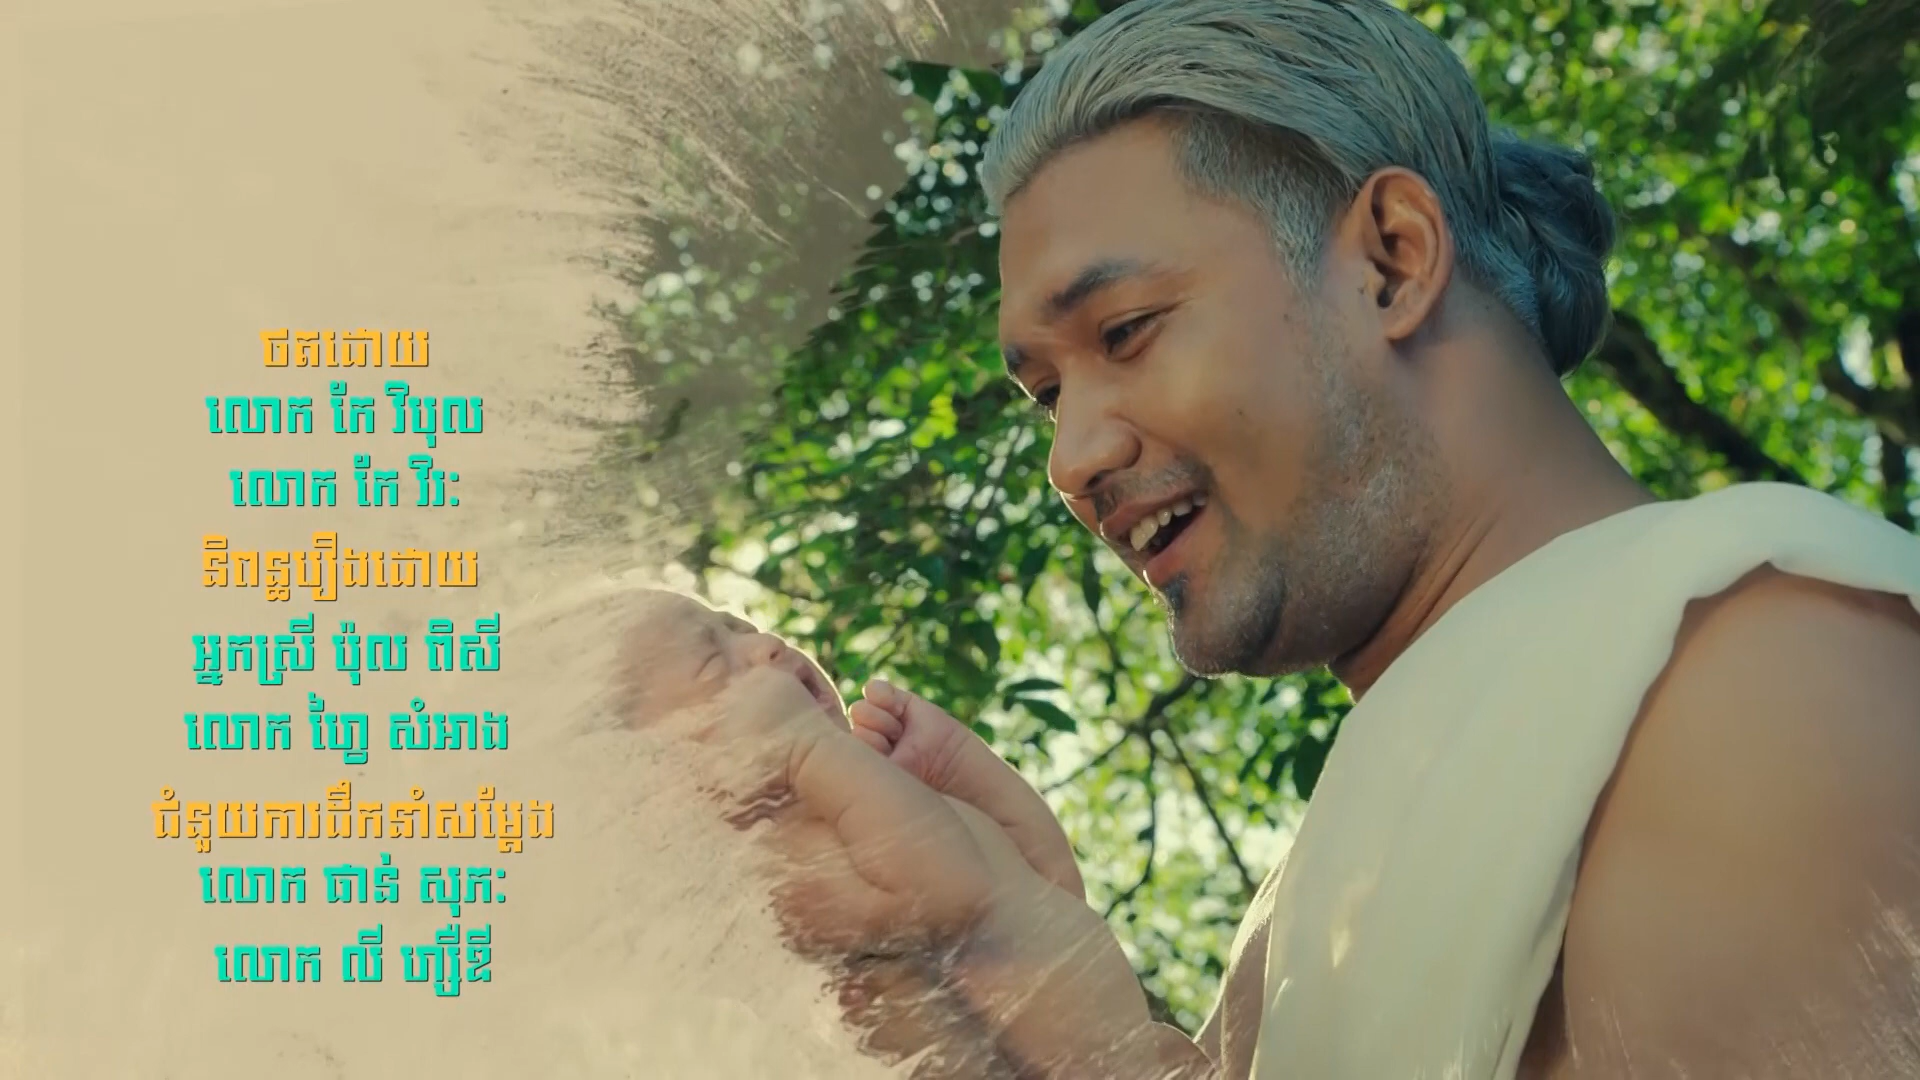 ថតដោយ
លោក កែ វិបុល
លោក កែ វិរៈ
និពន្ធរឿងដោយ
អ្នកស្រី ប៉ុល ពិសី
លោក ហ្វៃ សំអាង
ជំនួយការដឹកនាំសម្តែង
លោក ផាន់ សុភៈ
លោក លី ហ្ស៊ីឌី